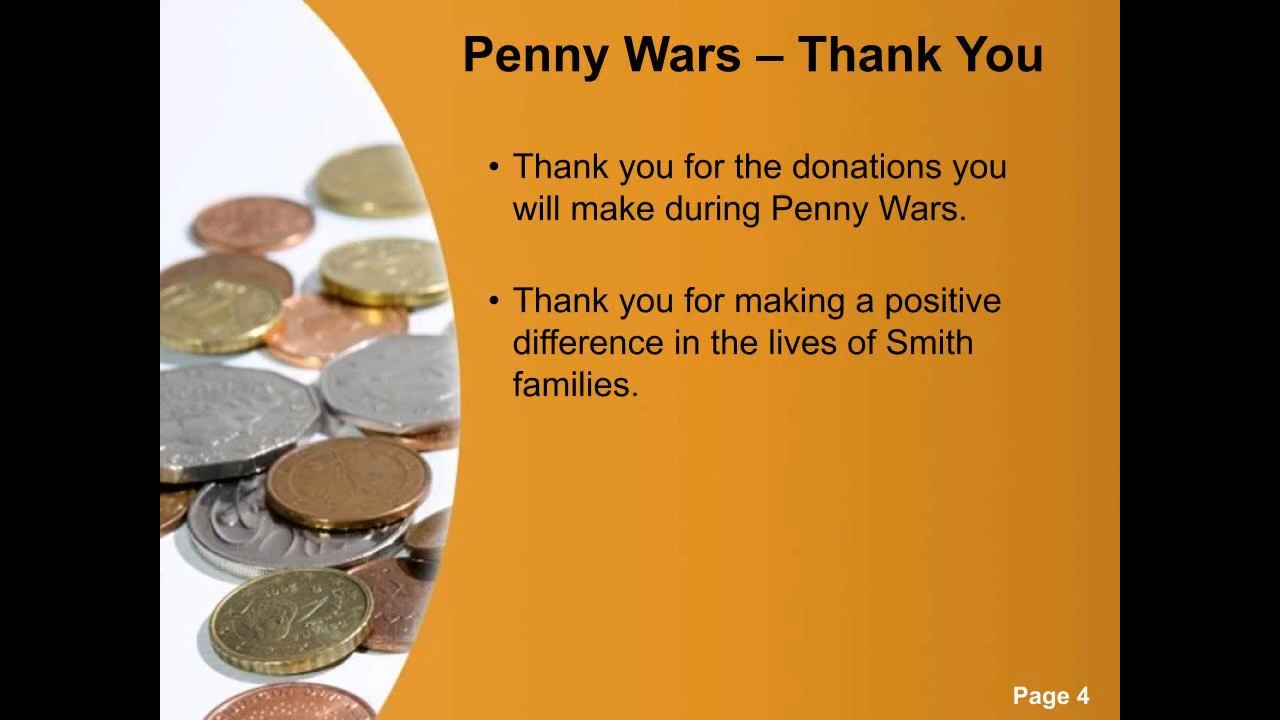 Penny Wars – Thank You
• Thank you for the donations you
will make during Penny Wars.
• Thank you for making a positive
difference in the lives of Smith
families.
Page 4